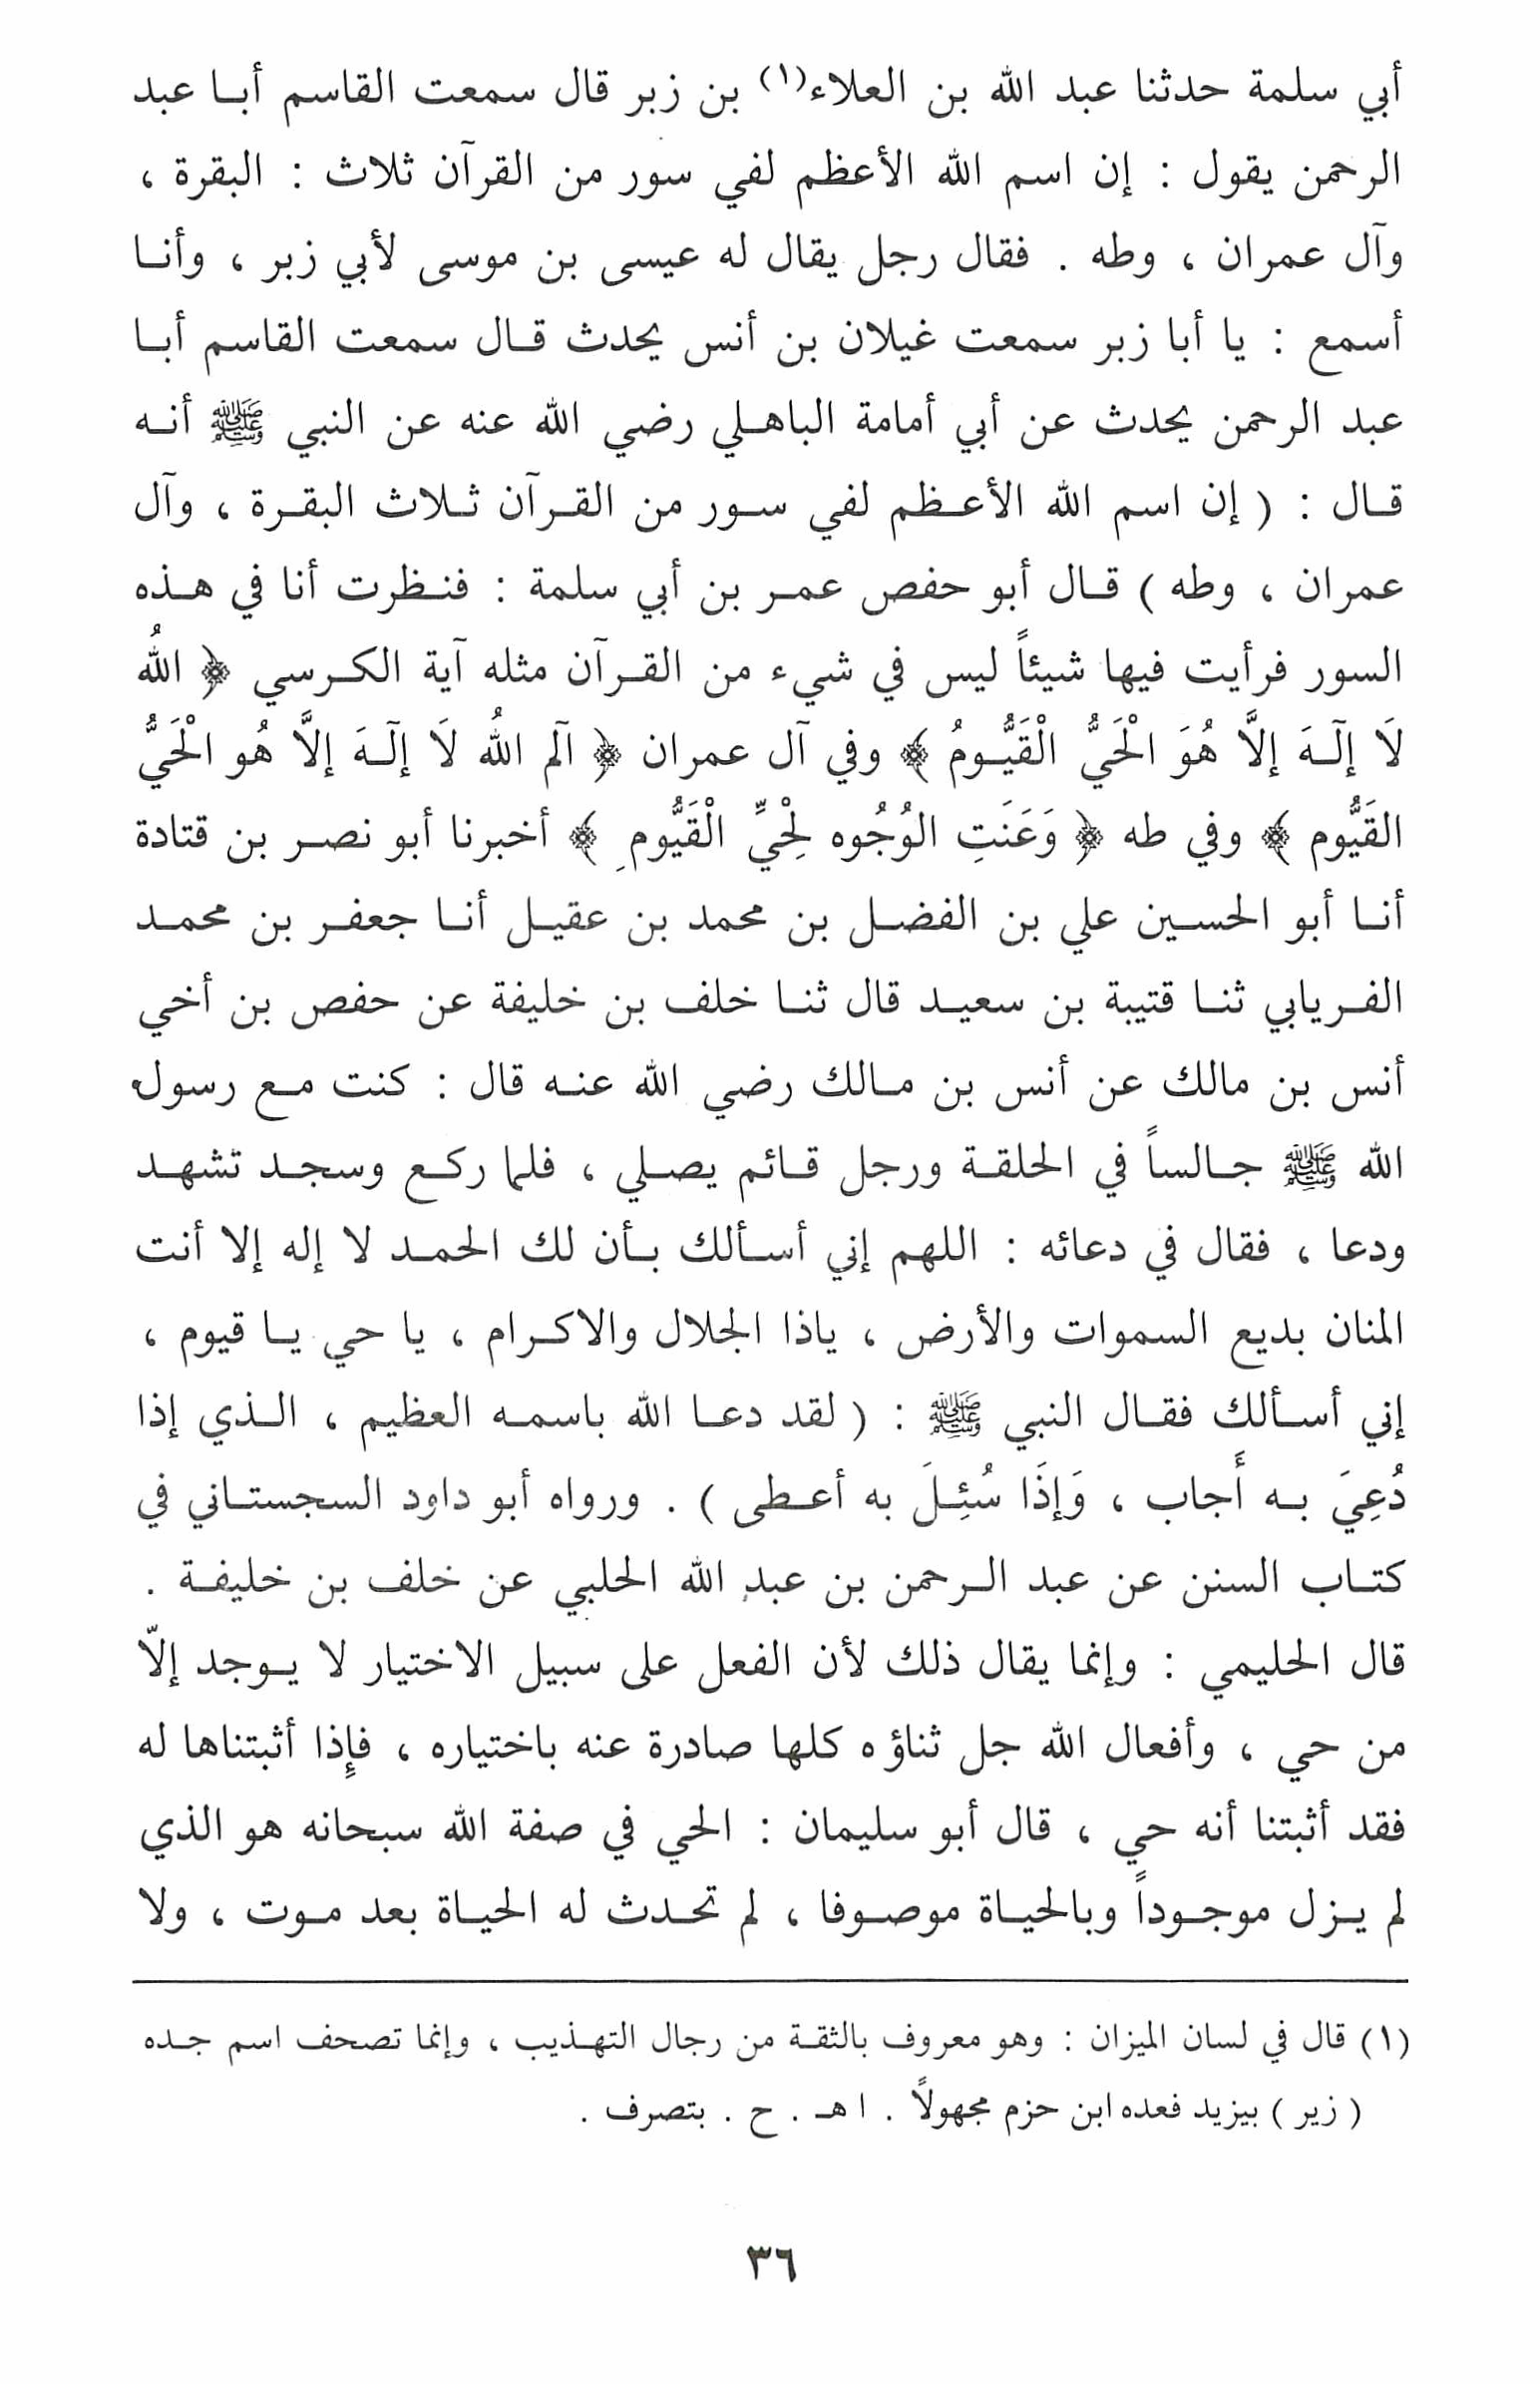 أبي سلمة حدثنا عبد الله بن العلاء(١) بن زبر قال سمعت القاسم أبا عبد
الرحمن يقول : إن اسم الله الأعظم لفي سور من القرآن ثلاث : البقرة ،
وآل عمران ، وطه . فقال رجل يقال له عيسى بن موسى لأبي زبر ، وأنا
أسمع : يا أبا زبر سمعت غيلان بن أنس يحدث قال سمعت القاسم أبا
عبد الرحمن يحدث عن أبي أمامة الباهلي رضي الله عنه عن النبي ﷺ أنه
قال : ( إن اسم الله الأعظم لفي سور من القرآن ثلاث البقرة ، وآل
عمران ، وطه ) قال أبو حفص عمر بن أبي سلمة : فنظرت أنا في هذه
السور فرأيت فيها شيئاً ليس في شيء من القرآن مثله آية الكرسي ﴿ اللهُ
لَا إلَـهَ إلَّا هُوَ الْحَيُّ الْقَيُّومُ ﴾ وفي آل عمران ﴿ آلم اللهُ لَا إلَـهَ إلَّا هُو الْحَيُّ
القَيُّوم ﴾ وفي طه ﴿ وَعَنَتِ الوُجُوه لِلْحيِّ الْقَيُّومِ ﴾ أخبرنا أبو نصر بن قتادة
أنا أبو الحسين علي بن الفضل بن محمد بن عقيل أنا جعفر بن محمد
الفريابي ثنا قتيبة بن سعيد قال ثنا خلف بن خليفة عن حفص بن أخي
أنس بن مالك عن أنس بن مالك رضي الله عنه قال : كنت مع رسول
الله ﷺ جالساً في الحلقة ورجل قائم يصلي ، فلما ركع وسجد تشهد
ودعا ، فقال في دعائه : اللهم إني أسألك بأن لك الحمد لا إله إلا أنت
المنان بديع السموات والأرض ، ياذا الجلال والاكرام ، يا حي يا قيوم ،
إني أسألك فقال النبي ﷺ : ( لقد دعا الله باسمه العظيم ، الذي إذا
دُعِيَ به أَجاب ، وَإذَا سُئِلَ به أعطى ) . ورواه أبو داود السجستاني في
كتاب السنن عن عبد الرحمن بن عبد الله الحلبي عن خلف بن خليفة .
قال الحليمي : وإنما يقال ذلك لأن الفعل على سبيل الاختيار لا يوجد إلاّ
من حي ، وأفعال الله جل ثناؤه كلها صادرة عنه باختياره ، فإِذا أثبتناها له
فقد أثبتنا أنه حي ، قال أبو سليمان : الحي في صفة الله سبحانه هو الذي
لم يزل موجوداً وبالحياة موصوفا ، لم تحدث له الحياة بعد موت ، ولا
(١) قال في لسان الميزان : وهو معروف بالثقة من رجال التهذيب ، وإنما تصحف اسم جده
( زير ) بيزيد فعده ابن حزم مجهولاً . ا هـ . ح . بتصرف .
٣٦